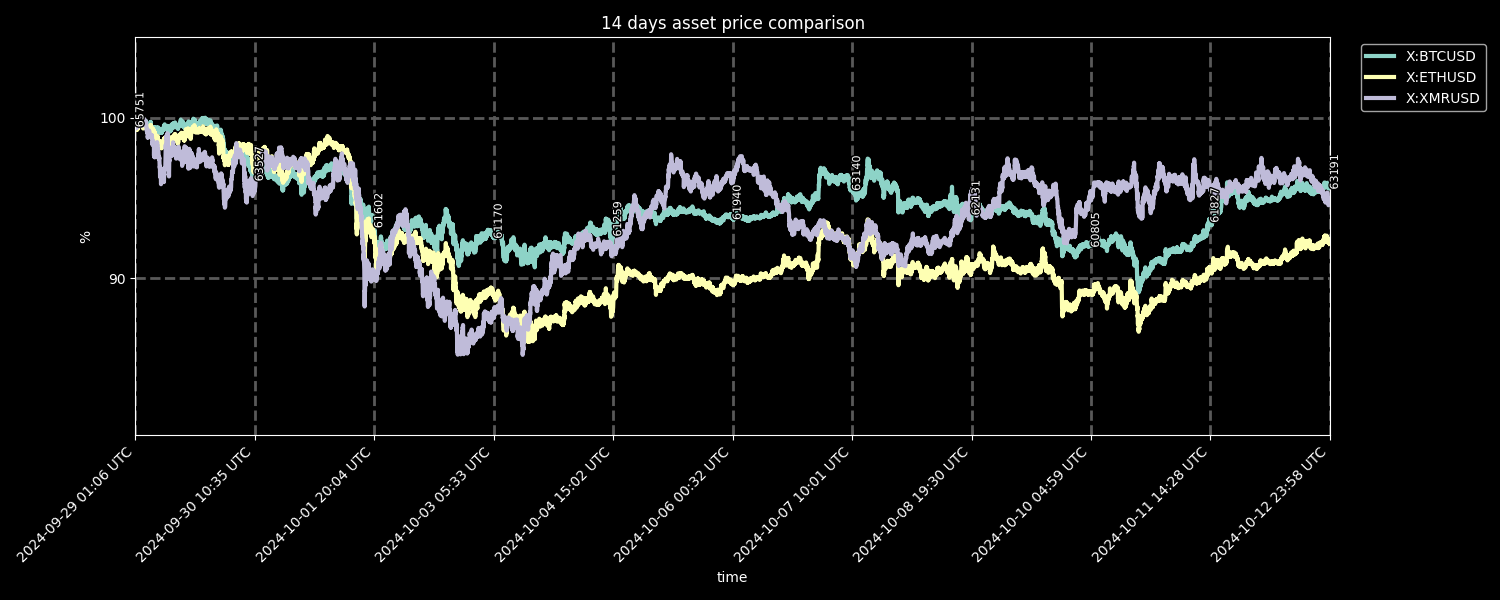 14 days asset price comparison
X:BTCUSD
X:ETHUSD
X:XMRUSD
100
90
%
65751
63527
61602
61170
61259
61940
63140
62131
60805
61827
63191
2024-09-29 01:06 UTC
2024-09-30 10:35 UTC
2024-10-01 20:04 UTC
2024-10-03 05:33 UTC
2024-10-04 15:02 UTC
2024-10-06 00:32 UTC
2024-10-07 10:01 UTC
2024-10-08 19:30 UTC
2024-10-10 04:59 UTC
2024-10-11 14:28 UTC
2024-10-12 23:58 UTC
time